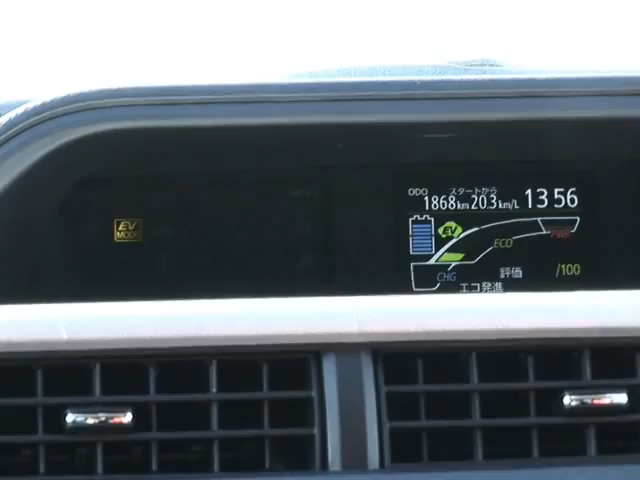 EV
MODE
ODO スタートから
1868km 20.3km/L 13 56
EV
ECO
PWR
CHG
評価 /100
エコ発進